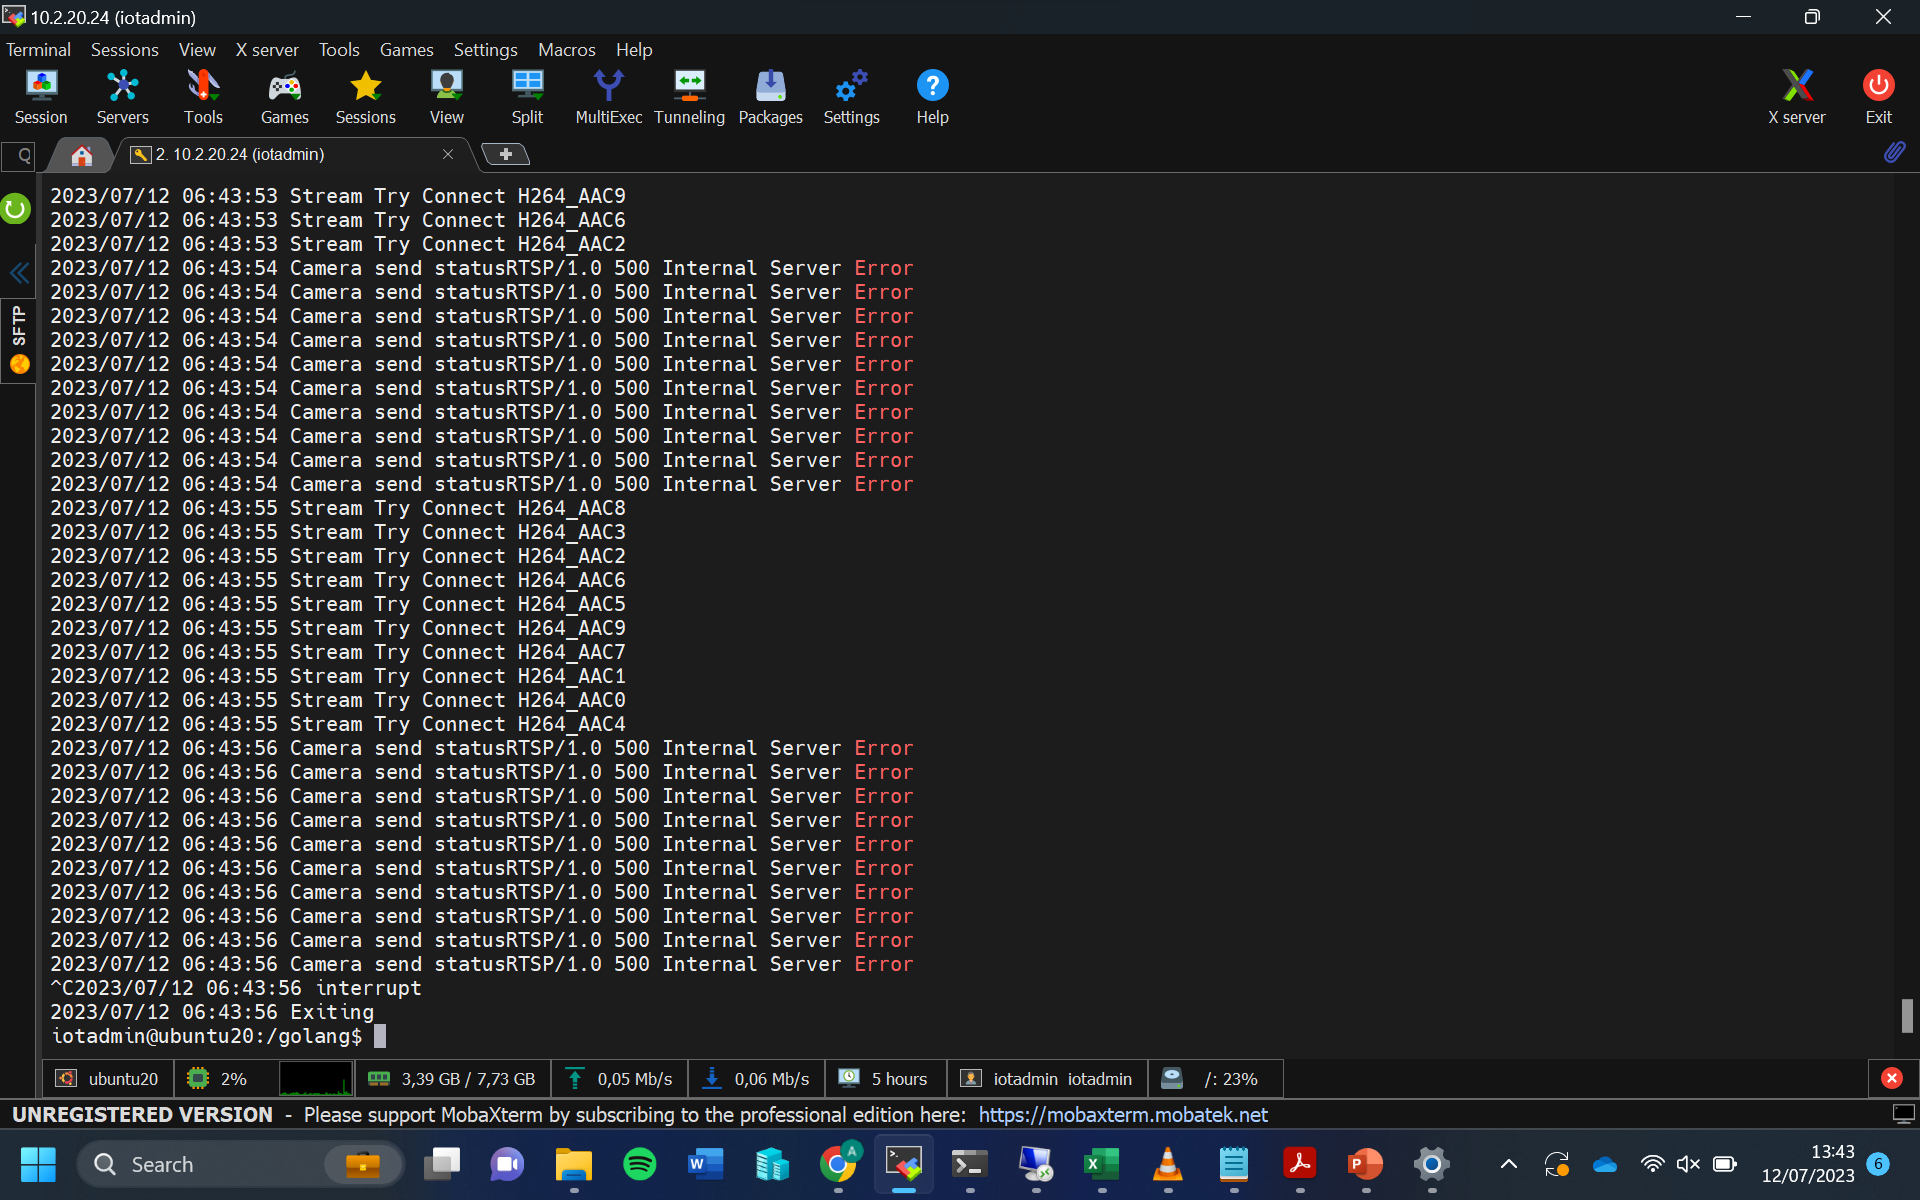 10.2.20.24 (iotadmin)
Terminal Sessions View X server Tools Games Settings Macros Help
Session Servers Tools Games Sessions View Split MultiExec Tunneling Packages Settings Help X server Exit
2. 10.2.20.24 (iotadmin)
2023/07/12 06:43:53 Stream Try Connect H264_AAC9
2023/07/12 06:43:53 Stream Try Connect H264_AAC6
2023/07/12 06:43:53 Stream Try Connect H264_AAC2
2023/07/12 06:43:54 Camera send statusRTSP/1.0 500 Internal Server Error
2023/07/12 06:43:54 Camera send statusRTSP/1.0 500 Internal Server Error
2023/07/12 06:43:54 Camera send statusRTSP/1.0 500 Internal Server Error
2023/07/12 06:43:54 Camera send statusRTSP/1.0 500 Internal Server Error
2023/07/12 06:43:54 Camera send statusRTSP/1.0 500 Internal Server Error
2023/07/12 06:43:54 Camera send statusRTSP/1.0 500 Internal Server Error
2023/07/12 06:43:54 Camera send statusRTSP/1.0 500 Internal Server Error
2023/07/12 06:43:54 Camera send statusRTSP/1.0 500 Internal Server Error
2023/07/12 06:43:54 Camera send statusRTSP/1.0 500 Internal Server Error
2023/07/12 06:43:54 Camera send statusRTSP/1.0 500 Internal Server Error
2023/07/12 06:43:55 Stream Try Connect H264_AAC8
2023/07/12 06:43:55 Stream Try Connect H264_AAC3
2023/07/12 06:43:55 Stream Try Connect H264_AAC2
2023/07/12 06:43:55 Stream Try Connect H264_AAC6
2023/07/12 06:43:55 Stream Try Connect H264_AAC5
2023/07/12 06:43:55 Stream Try Connect H264_AAC9
2023/07/12 06:43:55 Stream Try Connect H264_AAC7
2023/07/12 06:43:55 Stream Try Connect H264_AAC1
2023/07/12 06:43:55 Stream Try Connect H264_AAC0
2023/07/12 06:43:55 Stream Try Connect H264_AAC4
2023/07/12 06:43:56 Camera send statusRTSP/1.0 500 Internal Server Error
2023/07/12 06:43:56 Camera send statusRTSP/1.0 500 Internal Server Error
2023/07/12 06:43:56 Camera send statusRTSP/1.0 500 Internal Server Error
2023/07/12 06:43:56 Camera send statusRTSP/1.0 500 Internal Server Error
2023/07/12 06:43:56 Camera send statusRTSP/1.0 500 Internal Server Error
2023/07/12 06:43:56 Camera send statusRTSP/1.0 500 Internal Server Error
2023/07/12 06:43:56 Camera send statusRTSP/1.0 500 Internal Server Error
2023/07/12 06:43:56 Camera send statusRTSP/1.0 500 Internal Server Error
2023/07/12 06:43:56 Camera send statusRTSP/1.0 500 Internal Server Error
2023/07/12 06:43:56 Camera send statusRTSP/1.0 500 Internal Server Error
^C2023/07/12 06:43:56 interrupt
2023/07/12 06:43:56 Exiting
iotadmin@ubuntu20:/golang$
SFTP
ubuntu20 2% 3,39 GB / 7,73 GB 0,05 Mb/s 0,06 Mb/s 5 hours iotadmin iotadmin /: 23%
UNREGISTERED VERSION - Please support MobaXterm by subscribing to the professional edition here: https://mobaxterm.mobatek.net
Search
13:43
12/07/2023
6